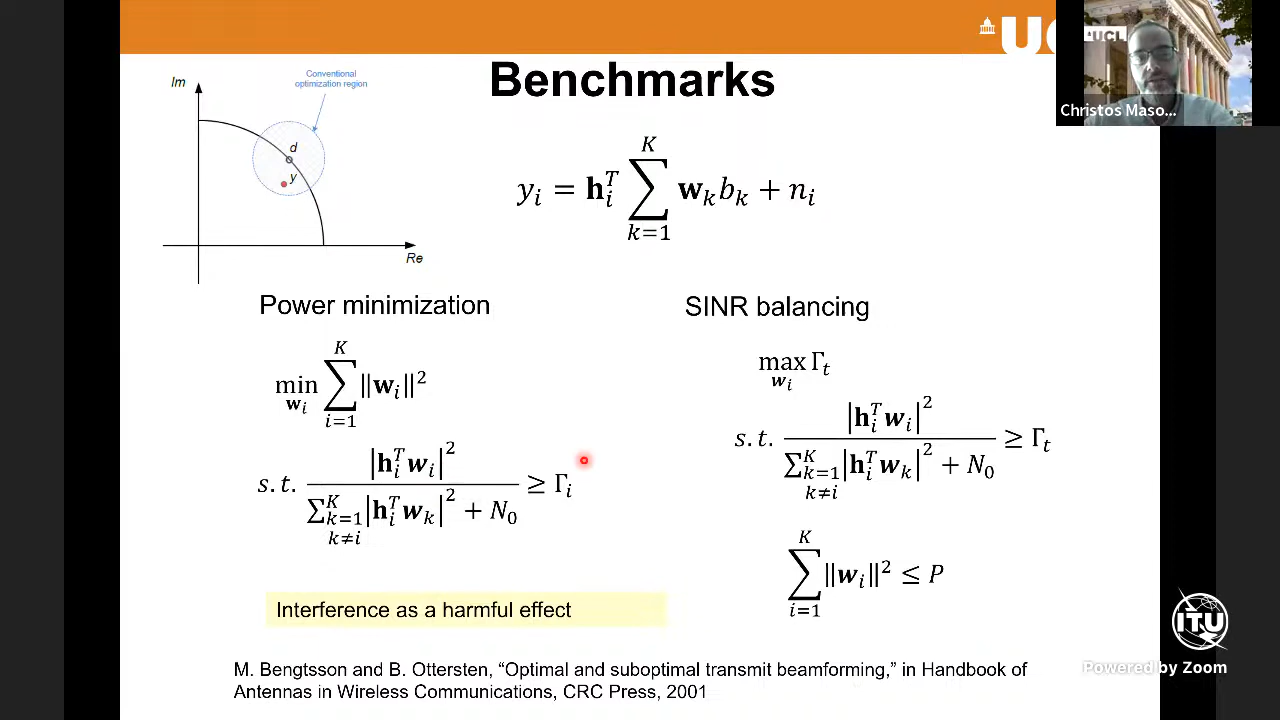 UCL
Christos Maso...
Benchmarks
Conventional
optimization region
Im
d
y
Re
y_i = h_i^T ∑_{k=1}^{K} w_k b_k + n_i
Power minimization
min_{w_i} ∑_{i=1}^{K} ‖w_i‖^2
s.t. |h_i^T w_i|^2 / (∑_{k=1, k≠i}^{K} |h_i^T w_k|^2 + N_0) ≥ Γ_i
SINR balancing
max_{w_i} Γ_t
s.t. |h_i^T w_i|^2 / (∑_{k=1, k≠i}^{K} |h_i^T w_k|^2 + N_0) ≥ Γ_t
∑_{i=1}^{K} ‖w_i‖^2 ≤ P
Interference as a harmful effect
M. Bengtsson and B. Ottersten, “Optimal and suboptimal transmit beamforming,” in Handbook of
Antennas in Wireless Communications, CRC Press, 2001
ITU
Powered by Zoom